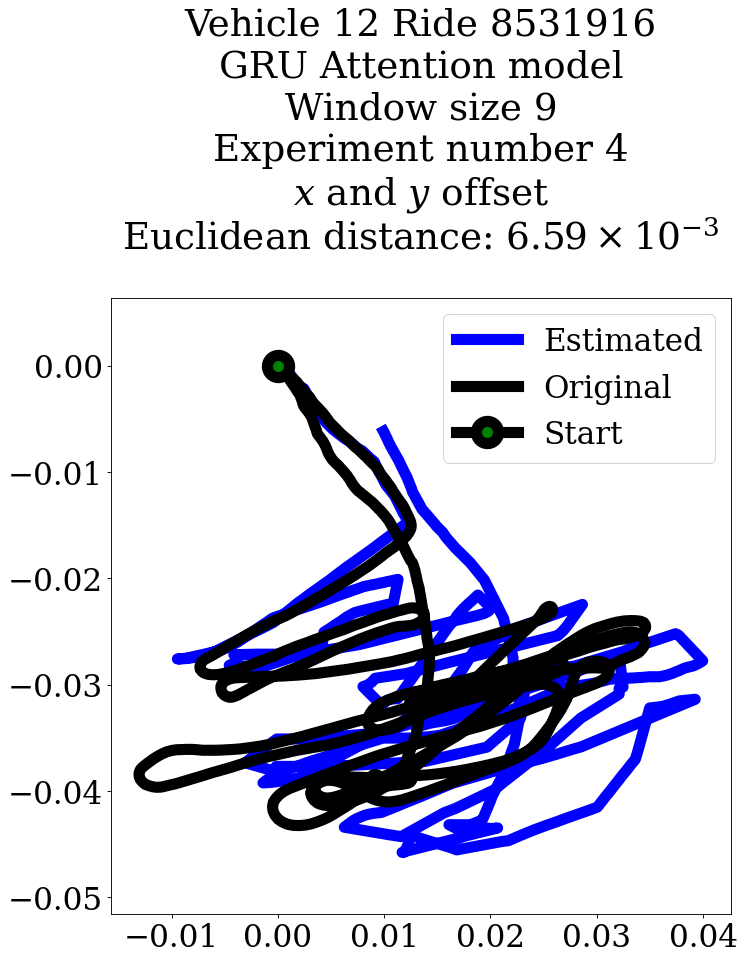 Vehicle 12 Ride 8531916
GRU Attention model
Window size 9
Experiment number 4
x and y offset
Euclidean distance: 6.59 × 10⁻³
Estimated
Original
Start
0.00
−0.01
−0.02
−0.03
−0.04
−0.05
−0.01 0.00 0.01 0.02 0.03 0.04